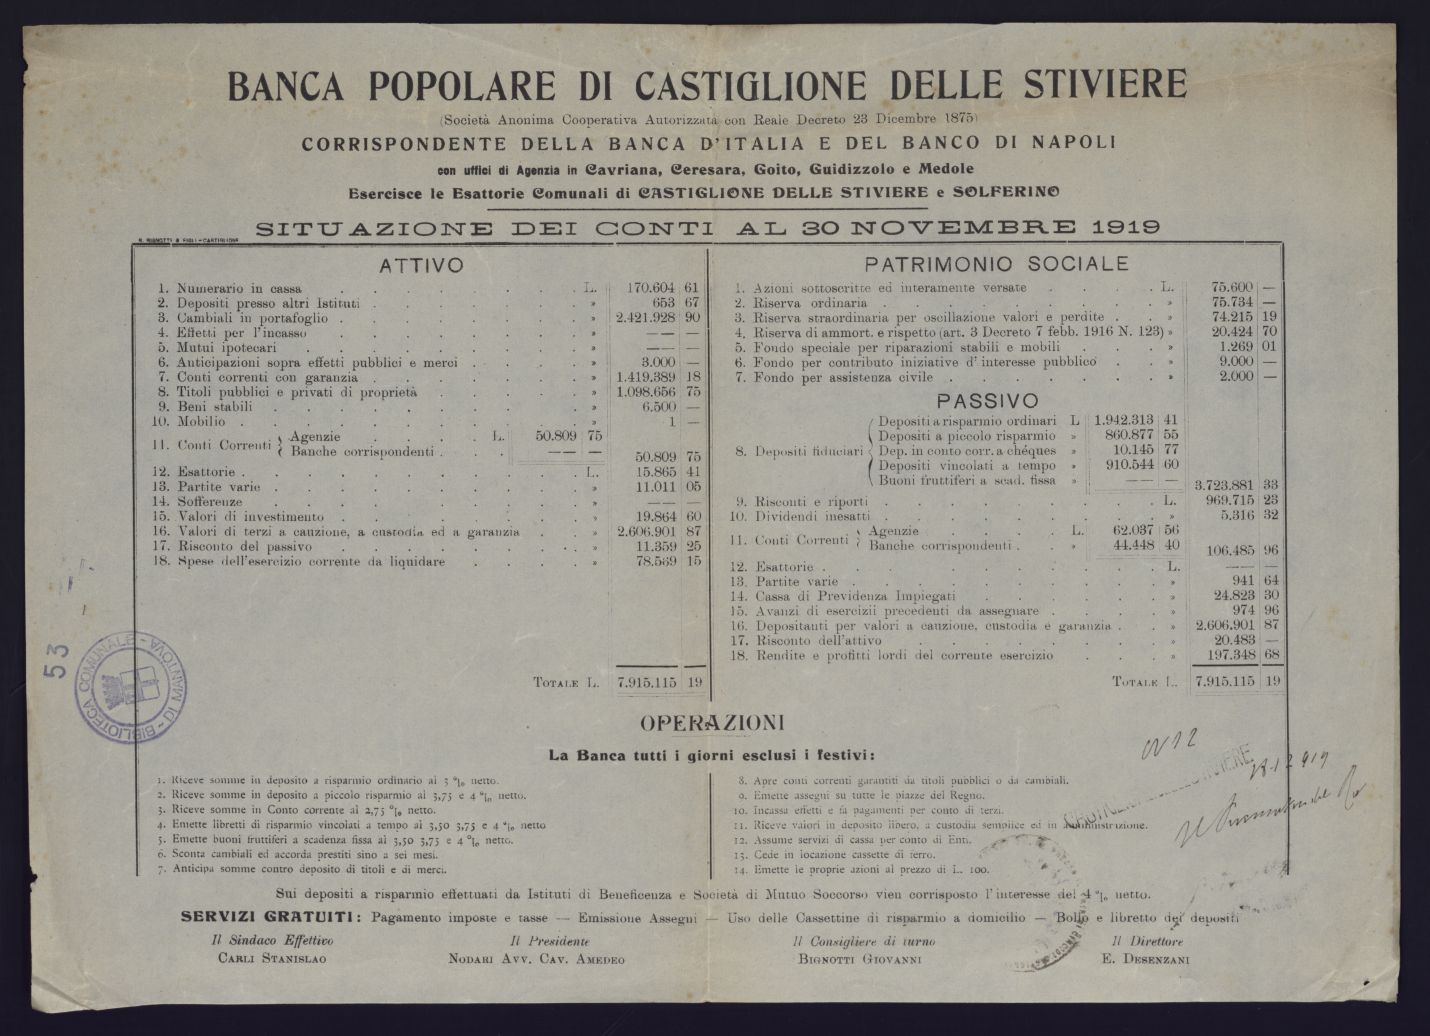 BANCA POPOLARE DI CASTIGLIONE DELLE STIVIERE
(Società Anonima Cooperativa Autorizzata con Reale Decreto 23 Dicembre 1875)
CORRISPONDENTE DELLA BANCA D'ITALIA E DEL BANCO DI NAPOLI
con uffici di Agenzia in Cavriana, Ceresara, Goito, Guidizzolo e Medole
Esercisce le Esattorie Comunali di CASTIGLIONE DELLE STIVIERE e SOLFERINO
SITUAZIONE DEI CONTI AL 30 NOVEMBRE 1919
BIGNOTTI & FIGLI - CASTIGLIONE
ATTIVO
1. Numerario in cassa . . . . . . . L. 170.604 61
2. Depositi presso altri Istituti . . . . . . » 653 67
3. Cambiali in portafoglio . . . . . . . » 2.421.928 90
4. Effetti per l'incasso . . . . . . . » — — —
5. Mutui ipotecari . . . . . . . » — — —
6. Anticipazioni sopra effetti pubblici e merci . . . . » 3.000 —
7. Conti correnti con garanzia . . . . . . » 1.419.389 18
8. Titoli pubblici e privati di proprietà . . . . . » 1.098.656 75
9. Beni stabili . . . . . . . . » 6.500 —
10. Mobilio . . . . . . . . » 1 —
11. Conti Correnti { Agenzie . . . . L. 50.809 75
Banche corrispondenti . . . — — — 50.809 75
12. Esattorie . . . . . . . . L. 15.865 41
13. Partite varie . . . . . . . . » 11.011 05
14. Sofferenze . . . . . . . . » — — —
15. Valori di investimento . . . . . . » 19.864 60
16. Valori di terzi a cauzione, a custodia ed a garanzia . . » 2.606.901 87
17. Risconto del passivo . . . . . . . » 11.359 25
18. Spese dell'esercizio corrente da liquidare . . . . » 78.569 15
TOTALE L. 7.915.115 19
PATRIMONIO SOCIALE
1. Azioni sottoscritte ed interamente versate . . . . L. 75.600 —
2. Riserva ordinaria . . . . . . . . » 75.734 —
3. Riserva straordinaria per oscillazione valori e perdite . . » 74.215 19
4. Riserva di ammort. e rispetto (art. 3 Decreto 7 febb. 1916 N. 123) » 20.424 70
5. Fondo speciale per riparazioni stabili e mobili . . . » 1.269 01
6. Fondo per contributo iniziative d'interesse pubblico . . » 9.000 —
7. Fondo per assistenza civile . . . . . . . » 2.000 —
PASSIVO
8. Depositi fiduciari { Depositi a risparmio ordinari L 1.942.313 41
Depositi a piccolo risparmio » 860.877 55
Dep. in conto corr. a chéques » 10.145 77
Depositi vincolati a tempo » 910.544 60
Buoni fruttiferi a scad. fissa » — — — 3.723.881 33
9. Risconti e riporti . . . . . . . . L. 969.715 23
10. Dividendi inesatti . . . . . . . . » 5.316 32
11. Conti Correnti { Agenzie . . . . L. 62.037 56
Banche corrispondenti . . » 44.448 40 106.485 96
12. Esattorie . . . . . . . . . L. — — —
13. Partite varie . . . . . . . . . » 941 64
14. Cassa di Previdenza Impiegati . . . . . . » 24.823 30
15. Avanzi di esercizii precedenti da assegnare . . . . » 974 96
16. Depositanti per valori a cauzione, custodia e garanzia . . » 2.606.901 87
17. Risconto dell'attivo . . . . . . . » 20.483 —
18. Rendite e profitti lordi del corrente esercizio . . . » 197.348 68
TOTALE L. 7.915.115 19
53
BIBLIOTECA COMUNALE - DI MANTOVA -
OPERAZIONI
La Banca tutti i giorni esclusi i festivi:
N 12
28-12 919
1. Riceve somme in deposito a risparmio ordinario al 3 °|₀ netto.
2. Riceve somme in deposito a piccolo risparmio al 3,75 e 4 °|₀ netto.
3. Riceve somme in Conto corrente al 2,75 °|₀ netto.
4. Emette libretti di risparmio vincolati a tempo al 3,50 3,75 e 4 °|₀ netto
5. Emette buoni fruttiferi a scadenza fissa al 3,50 3,75 e 4 °|₀ netto.
6. Sconta cambiali ed accorda prestiti sino a sei mesi.
7. Anticipa somme contro deposito di titoli e di merci.
8. Apre conti correnti garantiti da titoli pubblici o da cambiali.
9. Emette assegni su tutte le piazze del Regno.
10. Incassa effetti e fa pagamenti per conto di terzi.
11. Riceve valori in deposito libero, a custodia semplice ed in amministrazione.
12. Assume servizi di cassa per conto di Enti.
13. Cede in locazione cassette di ferro.
14. Emette le proprie azioni al prezzo di L. 100.
Sui depositi a risparmio effettuati da Istituti di Beneficenza e Società di Mutuo Soccorso vien corrisposto l'interesse del 4 °|₀ netto.
SERVIZI GRATUITI: Pagamento imposte e tasse — Emissione Assegni — Uso delle Cassettine di risparmio a domicilio — Bollo e libretto dei depositi
Il Sindaco Effettivo Il Presidente Il Consigliere di turno Il Direttore
CARLI STANISLAO NODARI AVV. CAV. AMEDEO BIGNOTTI GIOVANNI E. DESENZANI